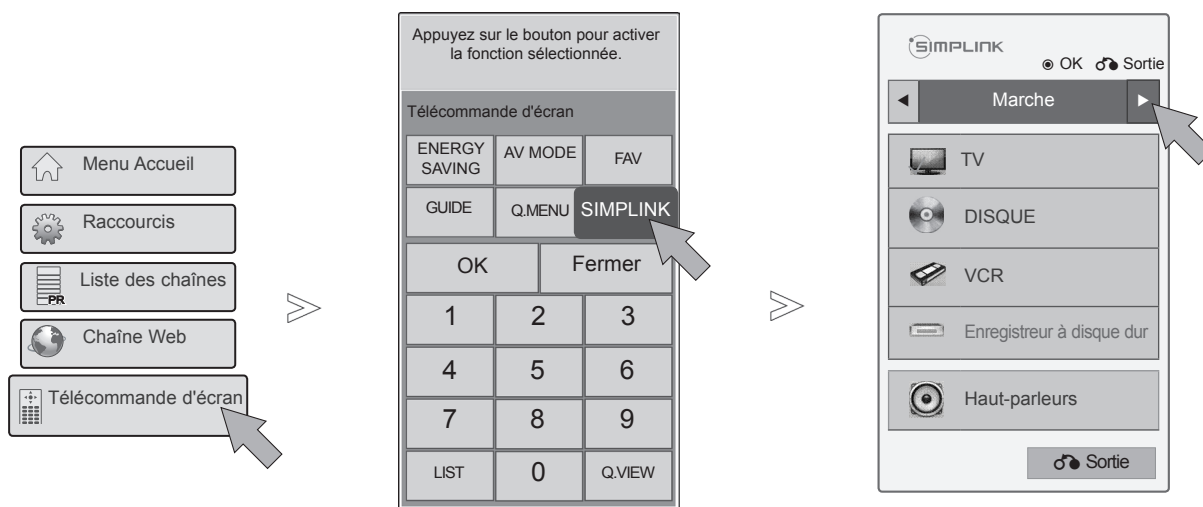 Menu Accueil
Raccourcis
PR
Liste des chaînes
Chaîne Web
Télécommande d'écran
Appuyez sur le bouton pour activer
la fonction sélectionnée.
Télécommande d'écran
ENERGY
SAVING
AV MODE
FAV
GUIDE
Q.MENU
SIMPLINK
OK
Fermer
1 2 3
4 5 6
7 8 9
LIST
0
Q.VIEW
SIMPLINK
OK Sortie
Marche
TV
DISQUE
VCR
Enregistreur à disque dur
Haut-parleurs
Sortie